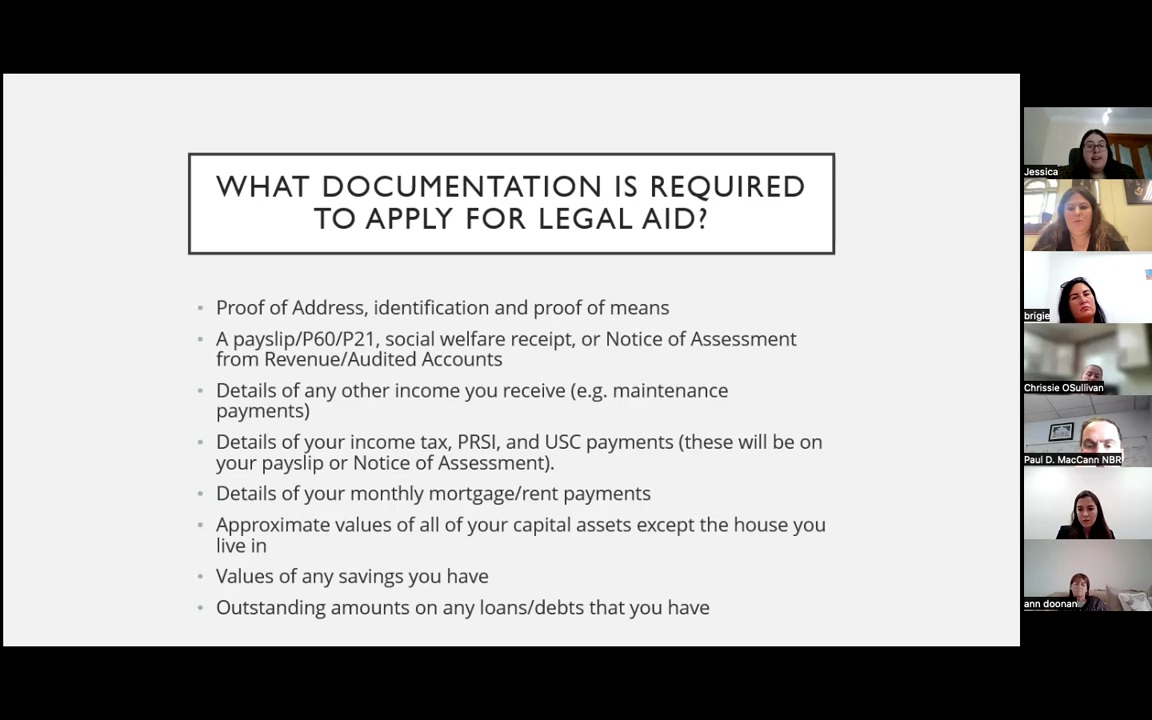 WHAT DOCUMENTATION IS REQUIRED
TO APPLY FOR LEGAL AID?
• Proof of Address, identification and proof of means
• A payslip/P60/P21, social welfare receipt, or Notice of Assessment
from Revenue/Audited Accounts
• Details of any other income you receive (e.g. maintenance
payments)
• Details of your income tax, PRSI, and USC payments (these will be on
your payslip or Notice of Assessment).
• Details of your monthly mortgage/rent payments
• Approximate values of all of your capital assets except the house you
live in
• Values of any savings you have
• Outstanding amounts on any loans/debts that you have
Jessica
brigie
Chrissie OSullivan
Paul D. MacCann NBR
ann doonan